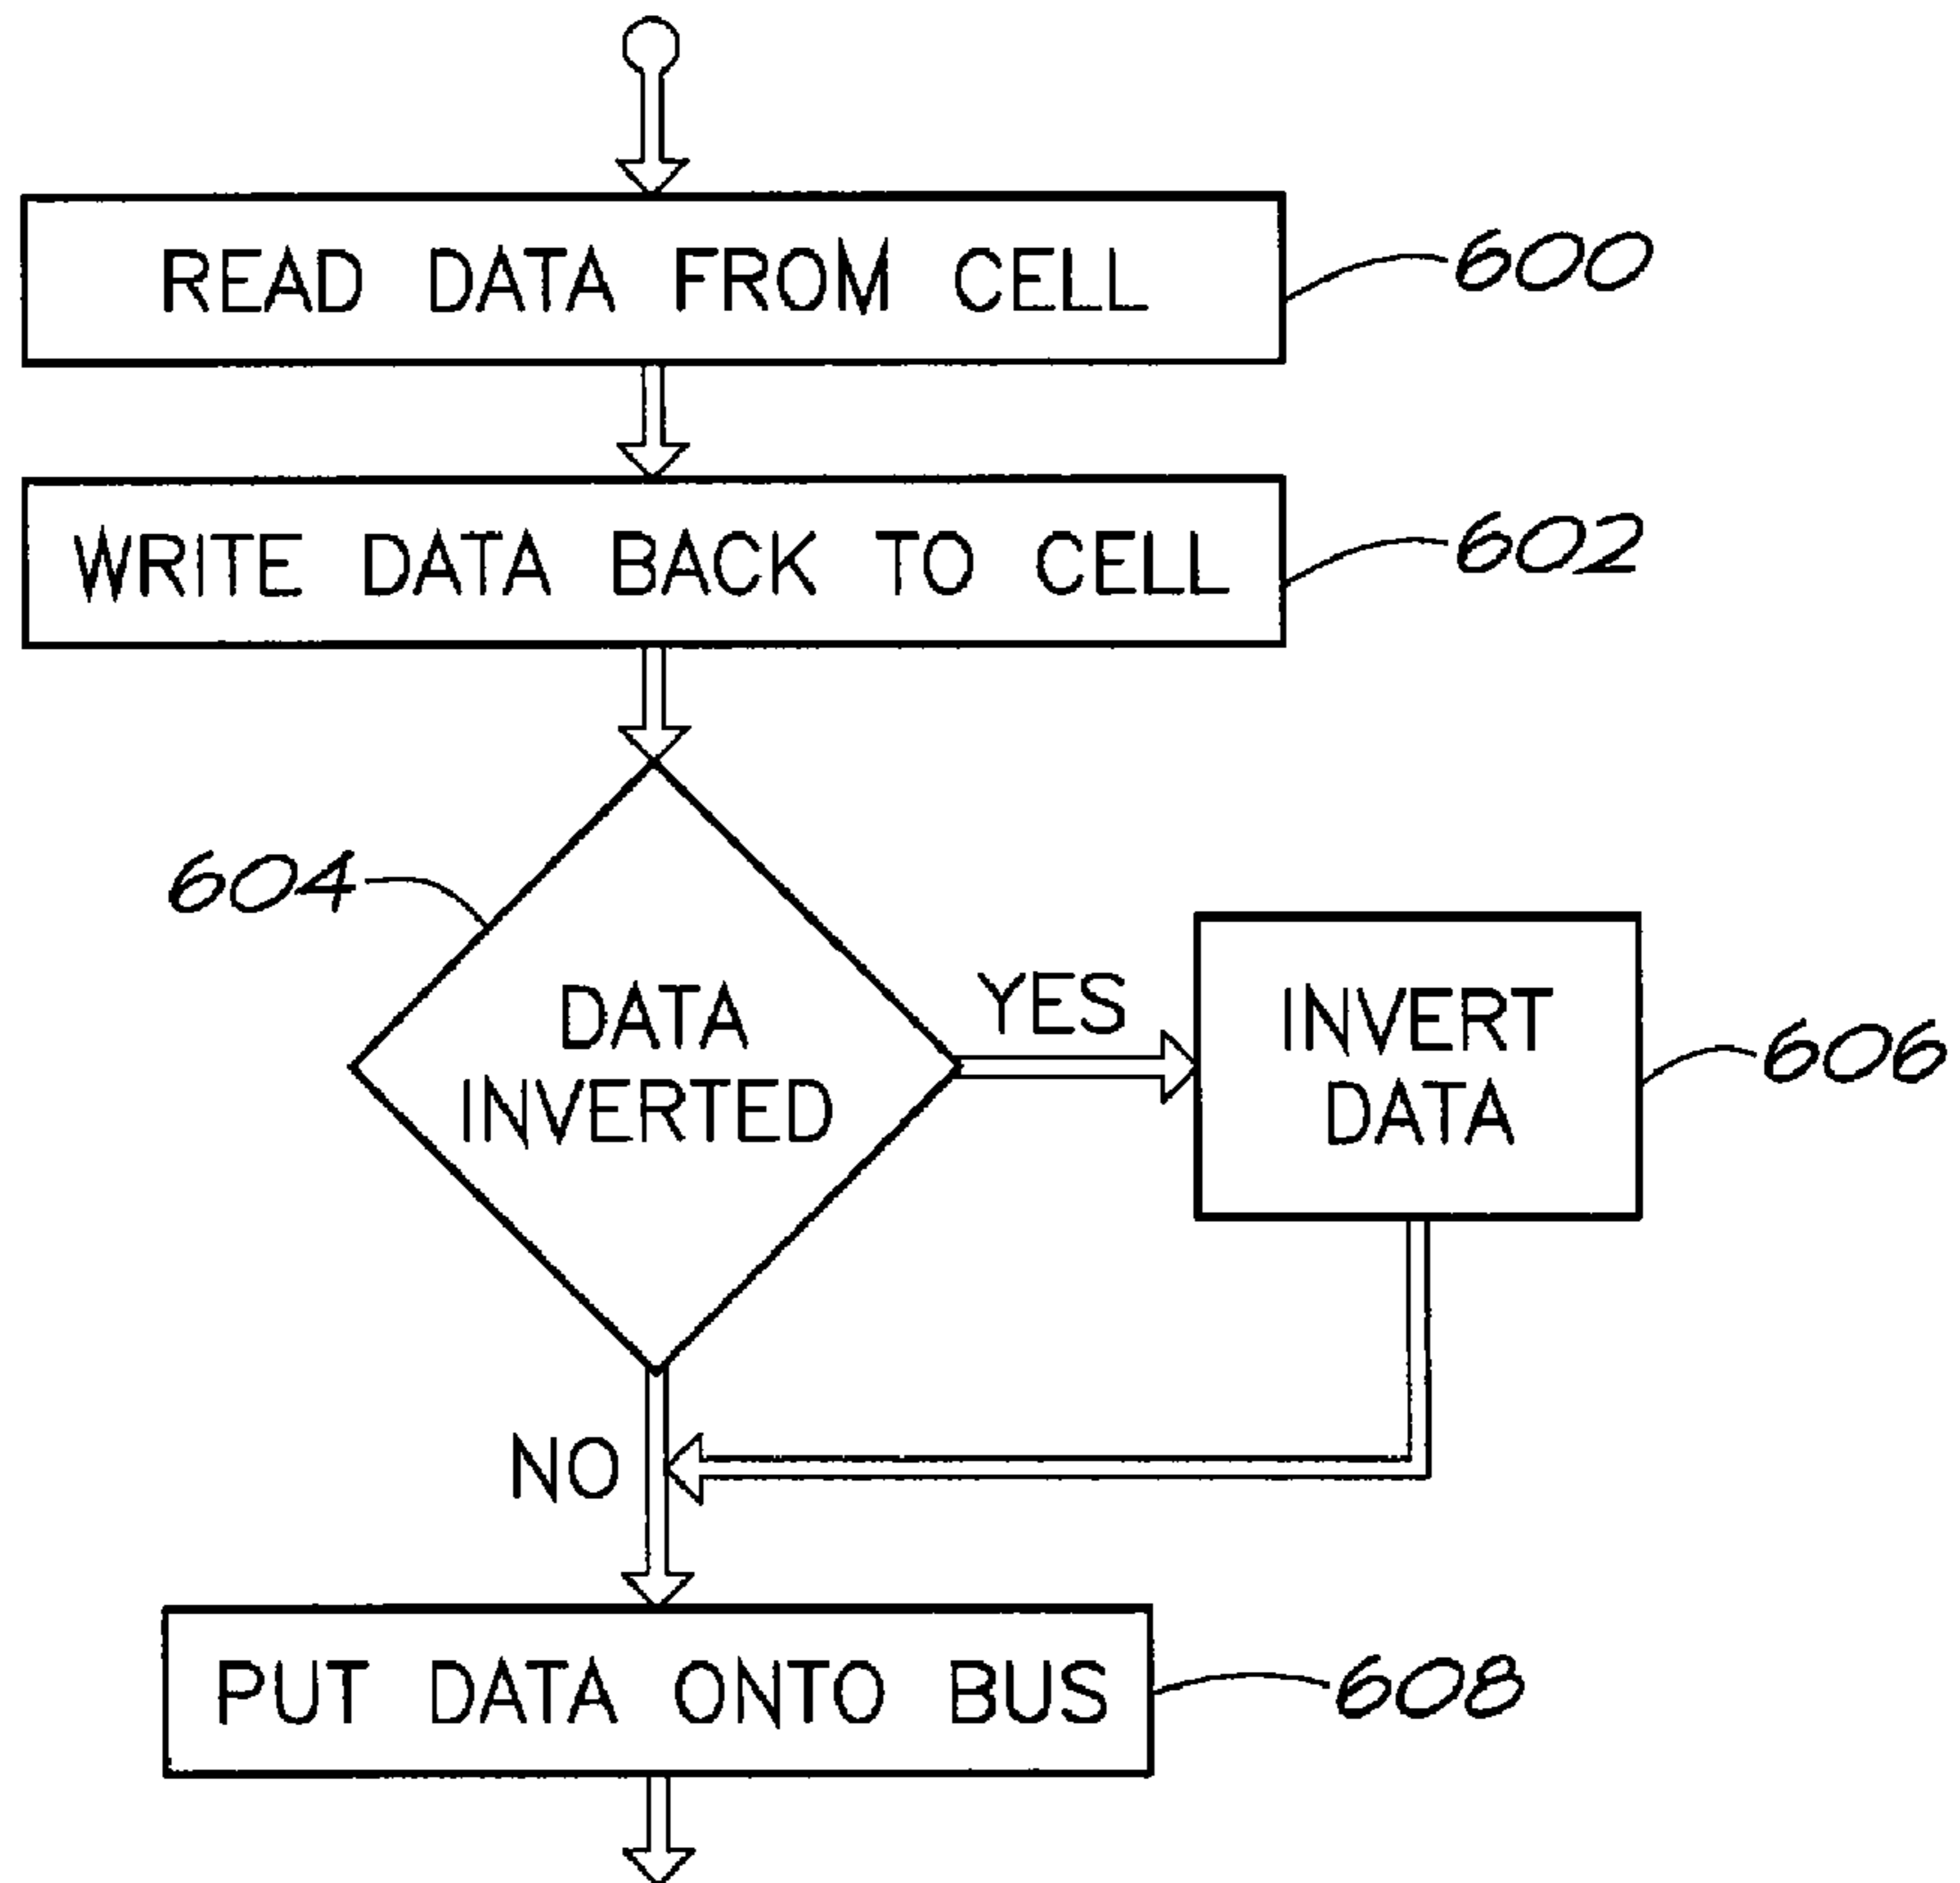 READ DATA FROM CELL
600
WRITE DATA BACK TO CELL
602
604
DATA
INVERTED
YES
INVERT
DATA
606
NO
PUT DATA ONTO BUS
608